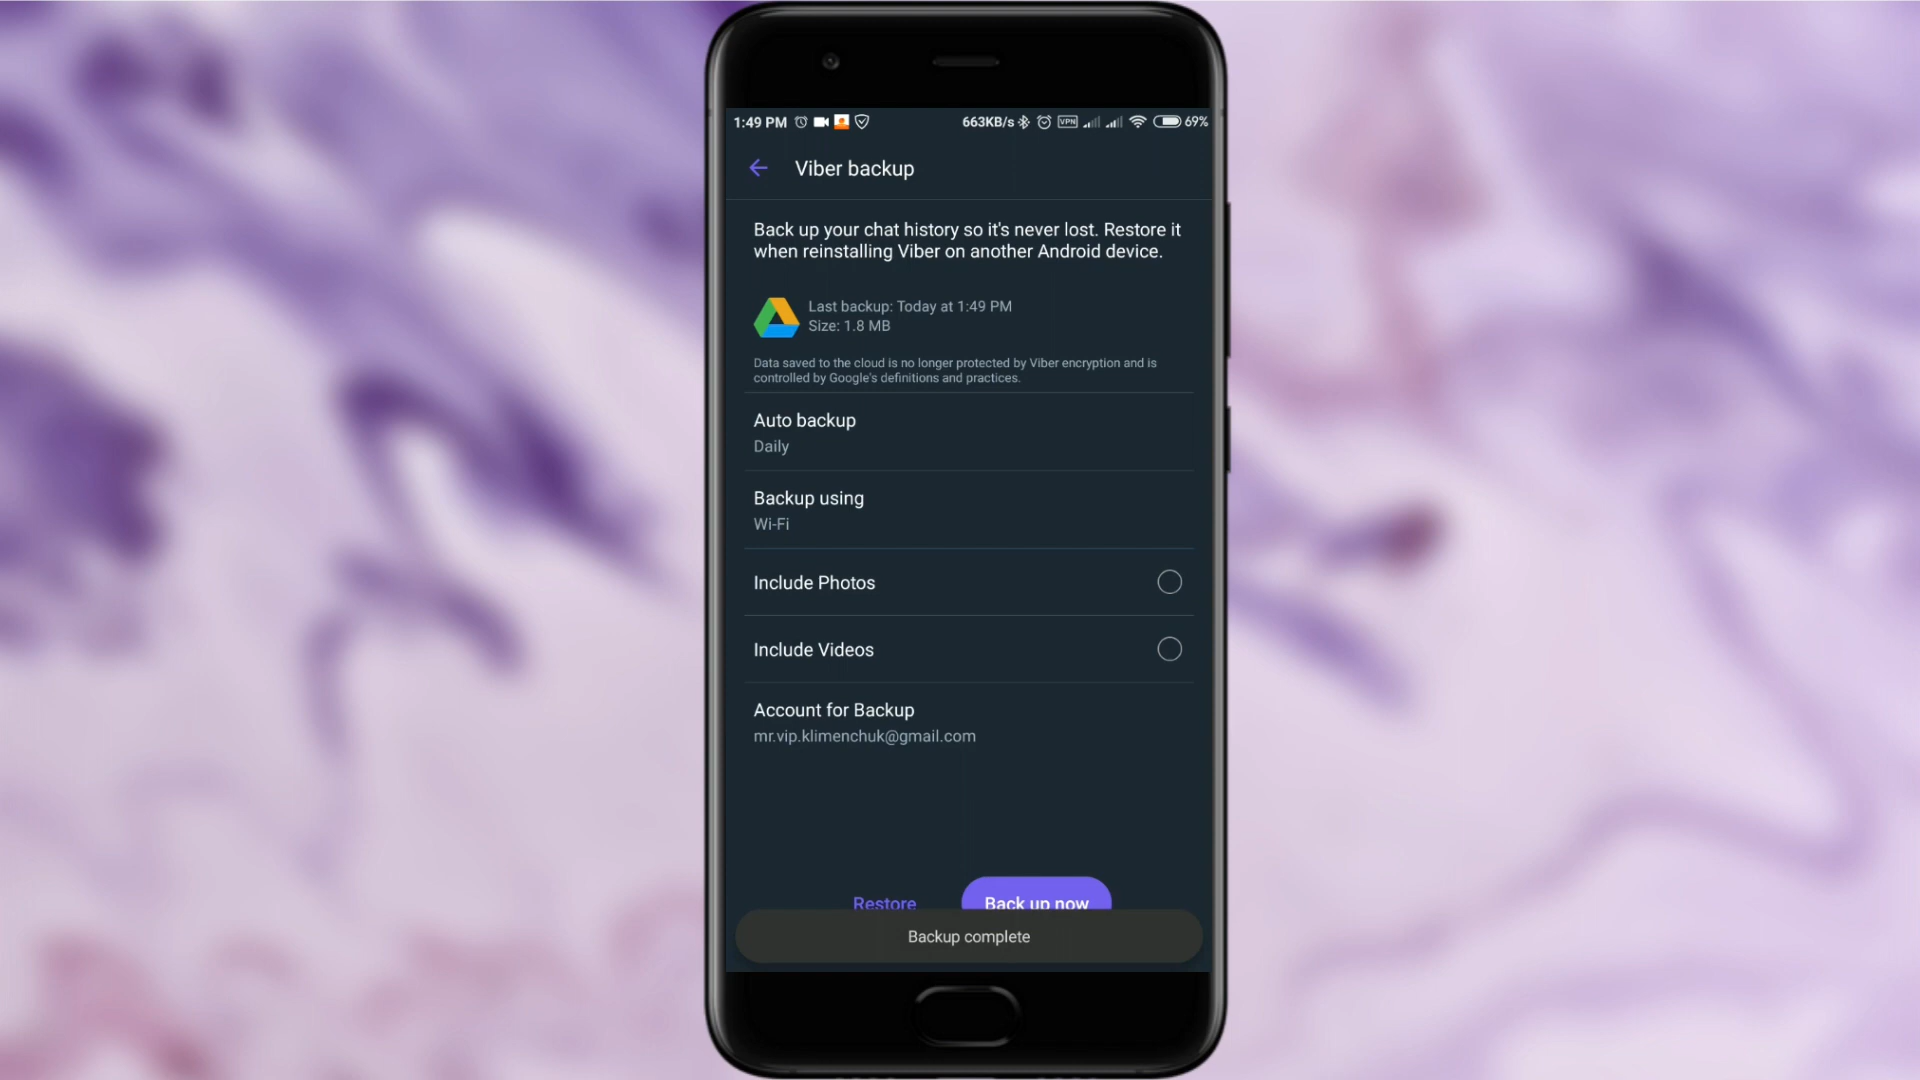 1:49 PM 663KB/s VPN 69%
Viber backup
Back up your chat history so it's never lost. Restore it
when reinstalling Viber on another Android device.
Last backup: Today at 1:49 PM
Size: 1.8 MB
Data saved to the cloud is no longer protected by Viber encryption and is
controlled by Google's definitions and practices.
Auto backup
Daily
Backup using
Wi-Fi
Include Photos
Include Videos
Account for Backup
mr.vip.klimenchuk@gmail.com
Restore Back up now
Backup complete